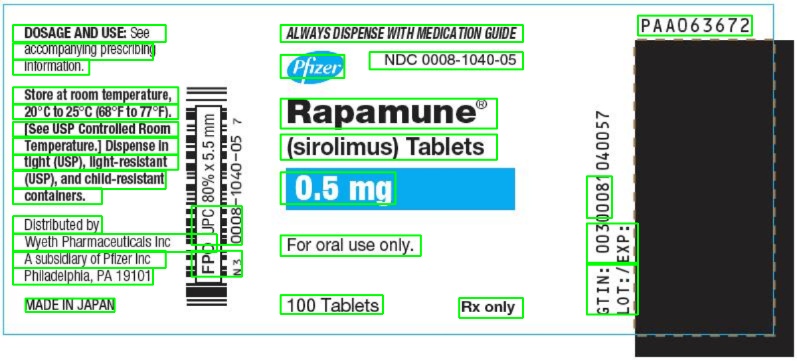 DOSAGE AND USE: See
accompanying prescribing
information.
Store at room temperature,
20°C to 25°C (68°F to 77°F).
[See USP Controlled Room
Temperature.] Dispense in
tight (USP), light-resistant
(USP), and child-resistant
containers.
Distributed by
Wyeth Pharmaceuticals Inc
A subsidiary of Pfizer Inc
Philadelphia, PA 19101
MADE IN JAPAN
FPO JPC 80% x 5.5 mm
N3 0008-1040-05 7
ALWAYS DISPENSE WITH MEDICATION GUIDE
Pfizer
NDC 0008-1040-05
Rapamune®
(sirolimus) Tablets
0.5 mg
For oral use only.
100 Tablets
Rx only
GTIN: 00300081040057
LOT:/EXP:
PAA063672